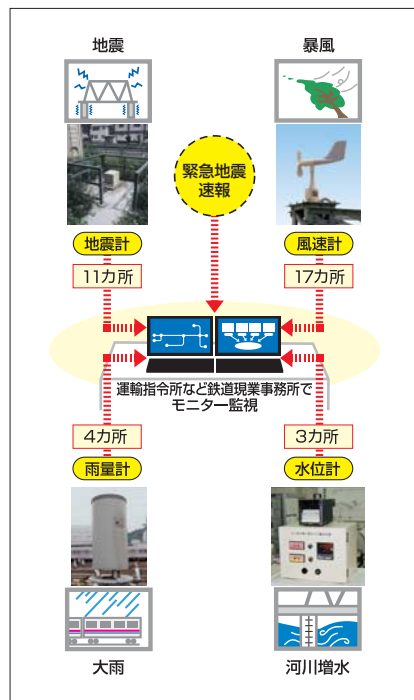 地震
暴風
緊急地震
速報
地震計
風速計
11カ所
17カ所
運輸指令所など鉄道現業事務所で
モニター監視
4カ所
3カ所
雨量計
水位計
大雨
河川増水